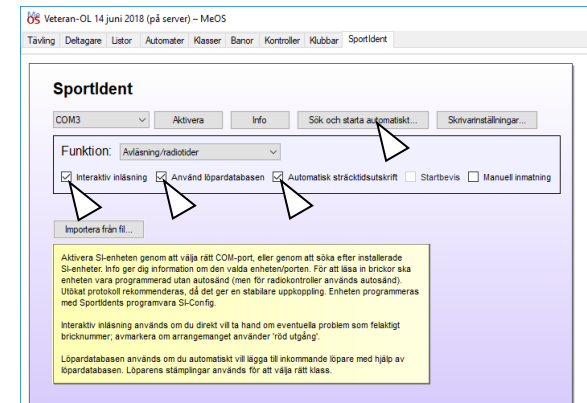 MeOS Veteran-OL 14 juni 2018 (på server) – MeOS
Tävling Deltagare Listor Automater Klasser Banor Kontroller Klubbar SportIdent
SportIdent
COM3 Aktivera Info Sök och starta automatiskt... Skrivarinställningar...
Funktion: Avläsning/radiotider
Interaktiv inläsning Använd löpardatabasen Automatisk sträcktidsutskrift Startbevis Manuell inmatning
Importera från fil...
Aktivera SI-enheten genom att välja rätt COM-port, eller genom att söka efter installerade
SI-enheter. Info ger dig information om den valda enheten/porten. För att läsa in brickor ska
enheten vara programmerad utan autosänd (men för radiokontroller används autosänd).
Utökat protokoll rekommenderas, då det ger en stabilare uppkoppling. Enheten programmeras
med SportIdents programvara SI-Config.
Interaktiv inläsning används om du direkt vill ta hand om eventuella problem som felaktigt
bricknummer; avmarkera om arrangemanget använder 'röd utgång'.
Löpardatabasen används om du automatiskt vill lägga till inkommande löpare med hjälp av
löpardatabasen. Löparens stämplingar används för att välja rätt klass.